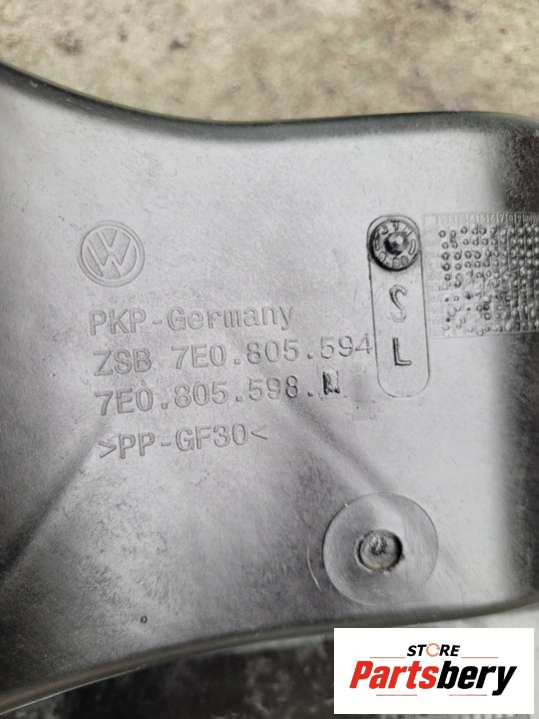 PKP-Germany
ZSB 7E0.805.594
7E0.805.598.N
>PP-GF30<
S
L
STORE
Partsbery